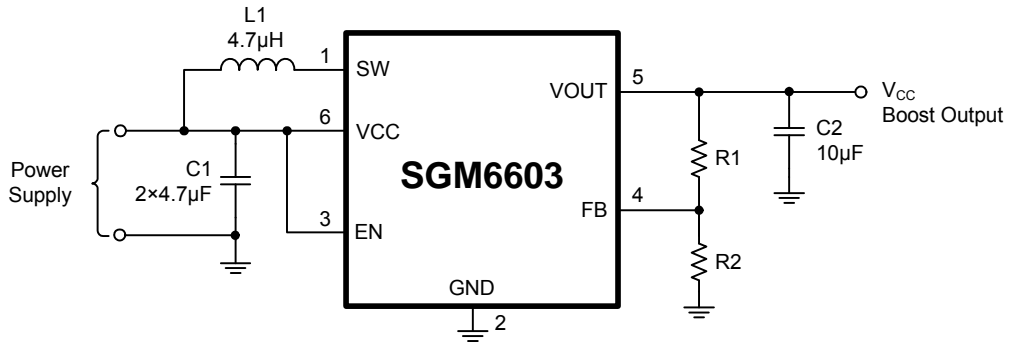 L1
4.7µH
1
SW
6
VCC
Power
Supply
C1
2×4.7µF
3
EN
SGM6603
GND
2
VOUT
5
FB
4
R1
R2
C2
10µF
VCC
Boost Output